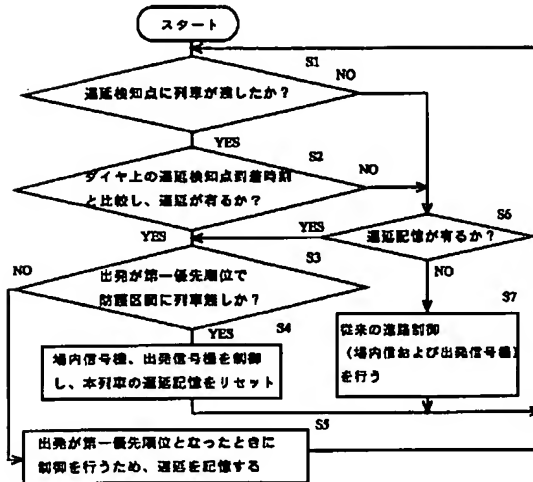 スタート
S1
NO
遅延検知点に列車が達したか？
YES
S2
NO
ダイヤ上の遅延検知点到着時刻
と比較し、遅延が有るか？
YES
YES
S6
遅延記憶が有るか？
NO
S3
出発が第一優先順位で
防護区間に列車無しか？
NO
S7
YES
S4
従来の進路制御
（場内信および出発信号機）
を行う
場内信号機、出発信号機を制御
し、本列車の遅延記憶をリセット
S5
出発が第一優先順位となったときに
制御を行うため、遅延を記憶する